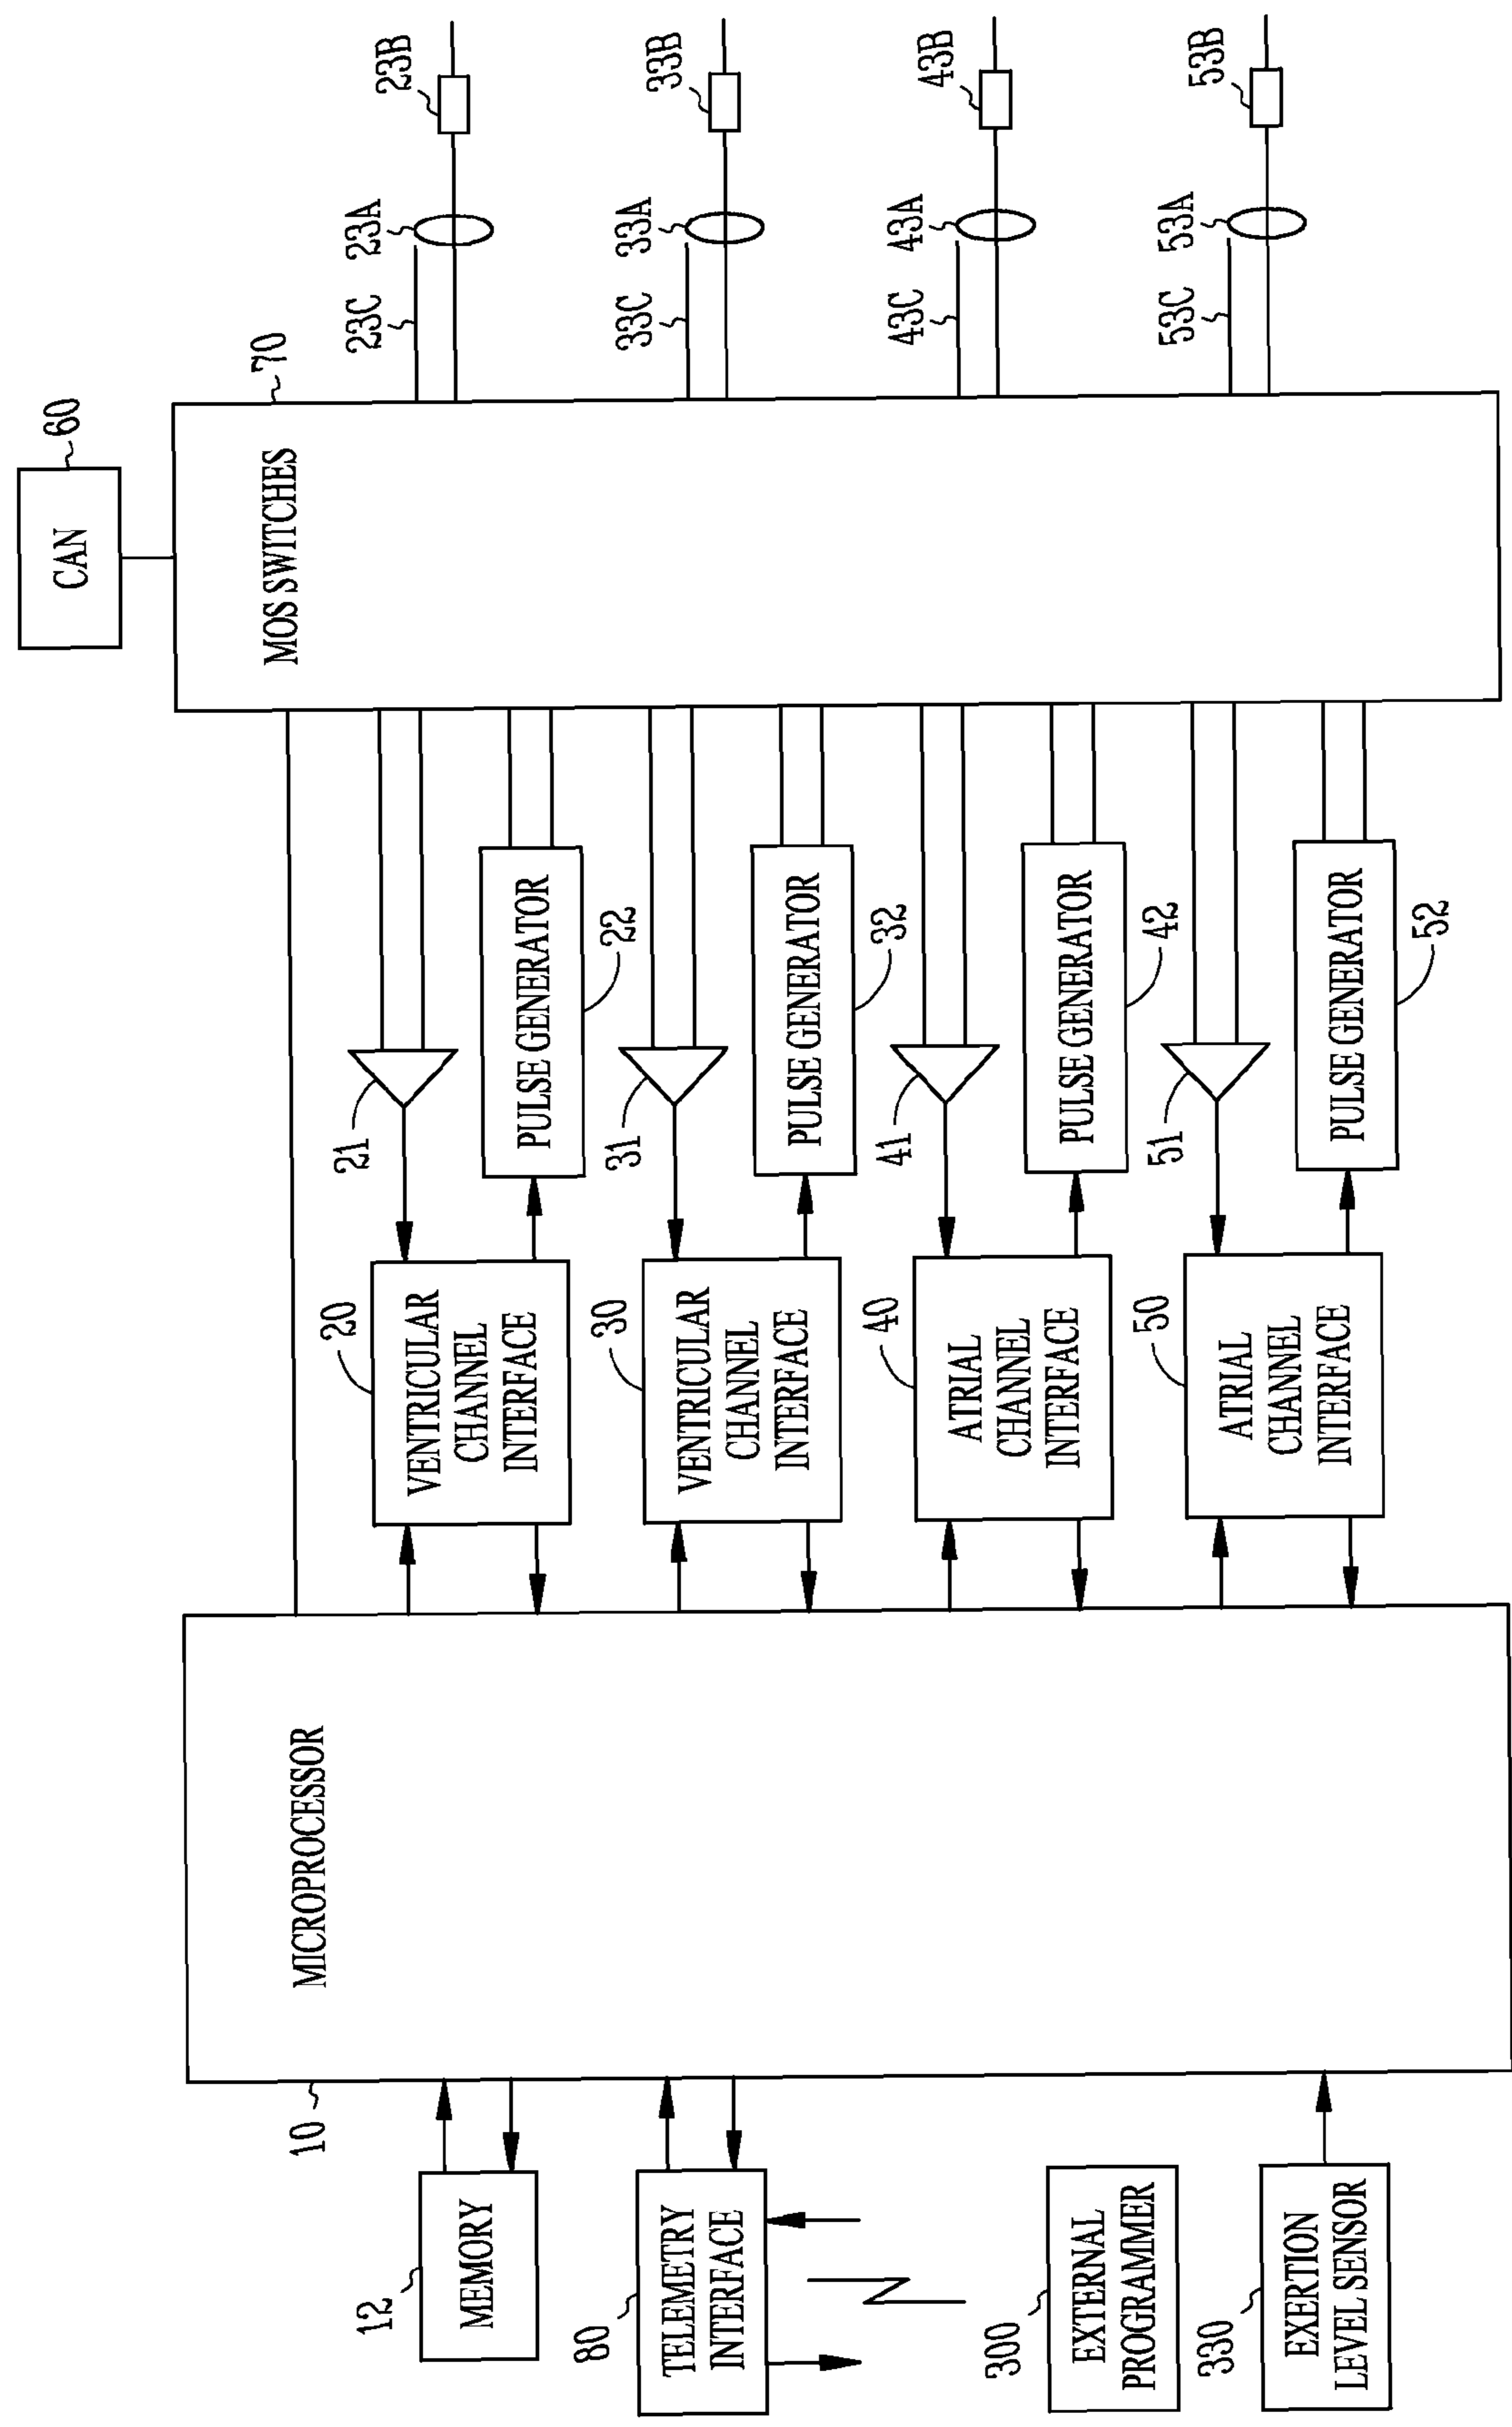 10
MICROPROCESSOR
12
MEMORY
80
TELEMETRY
INTERFACE
300
EXTERNAL
PROGRAMMER
330
EXERTION
LEVEL SENSOR
20
VENTRICULAR
CHANNEL
INTERFACE
21
PULSE GENERATOR
22
30
VENTRICULAR
CHANNEL
INTERFACE
31
PULSE GENERATOR
32
40
ATRIAL
CHANNEL
INTERFACE
41
PULSE GENERATOR
42
50
ATRIAL
CHANNEL
INTERFACE
51
PULSE GENERATOR
52
CAN
60
MOS SWITCHES
70
23C
23A
23B
33C
33A
33B
43C
43A
43B
53C
53A
53B